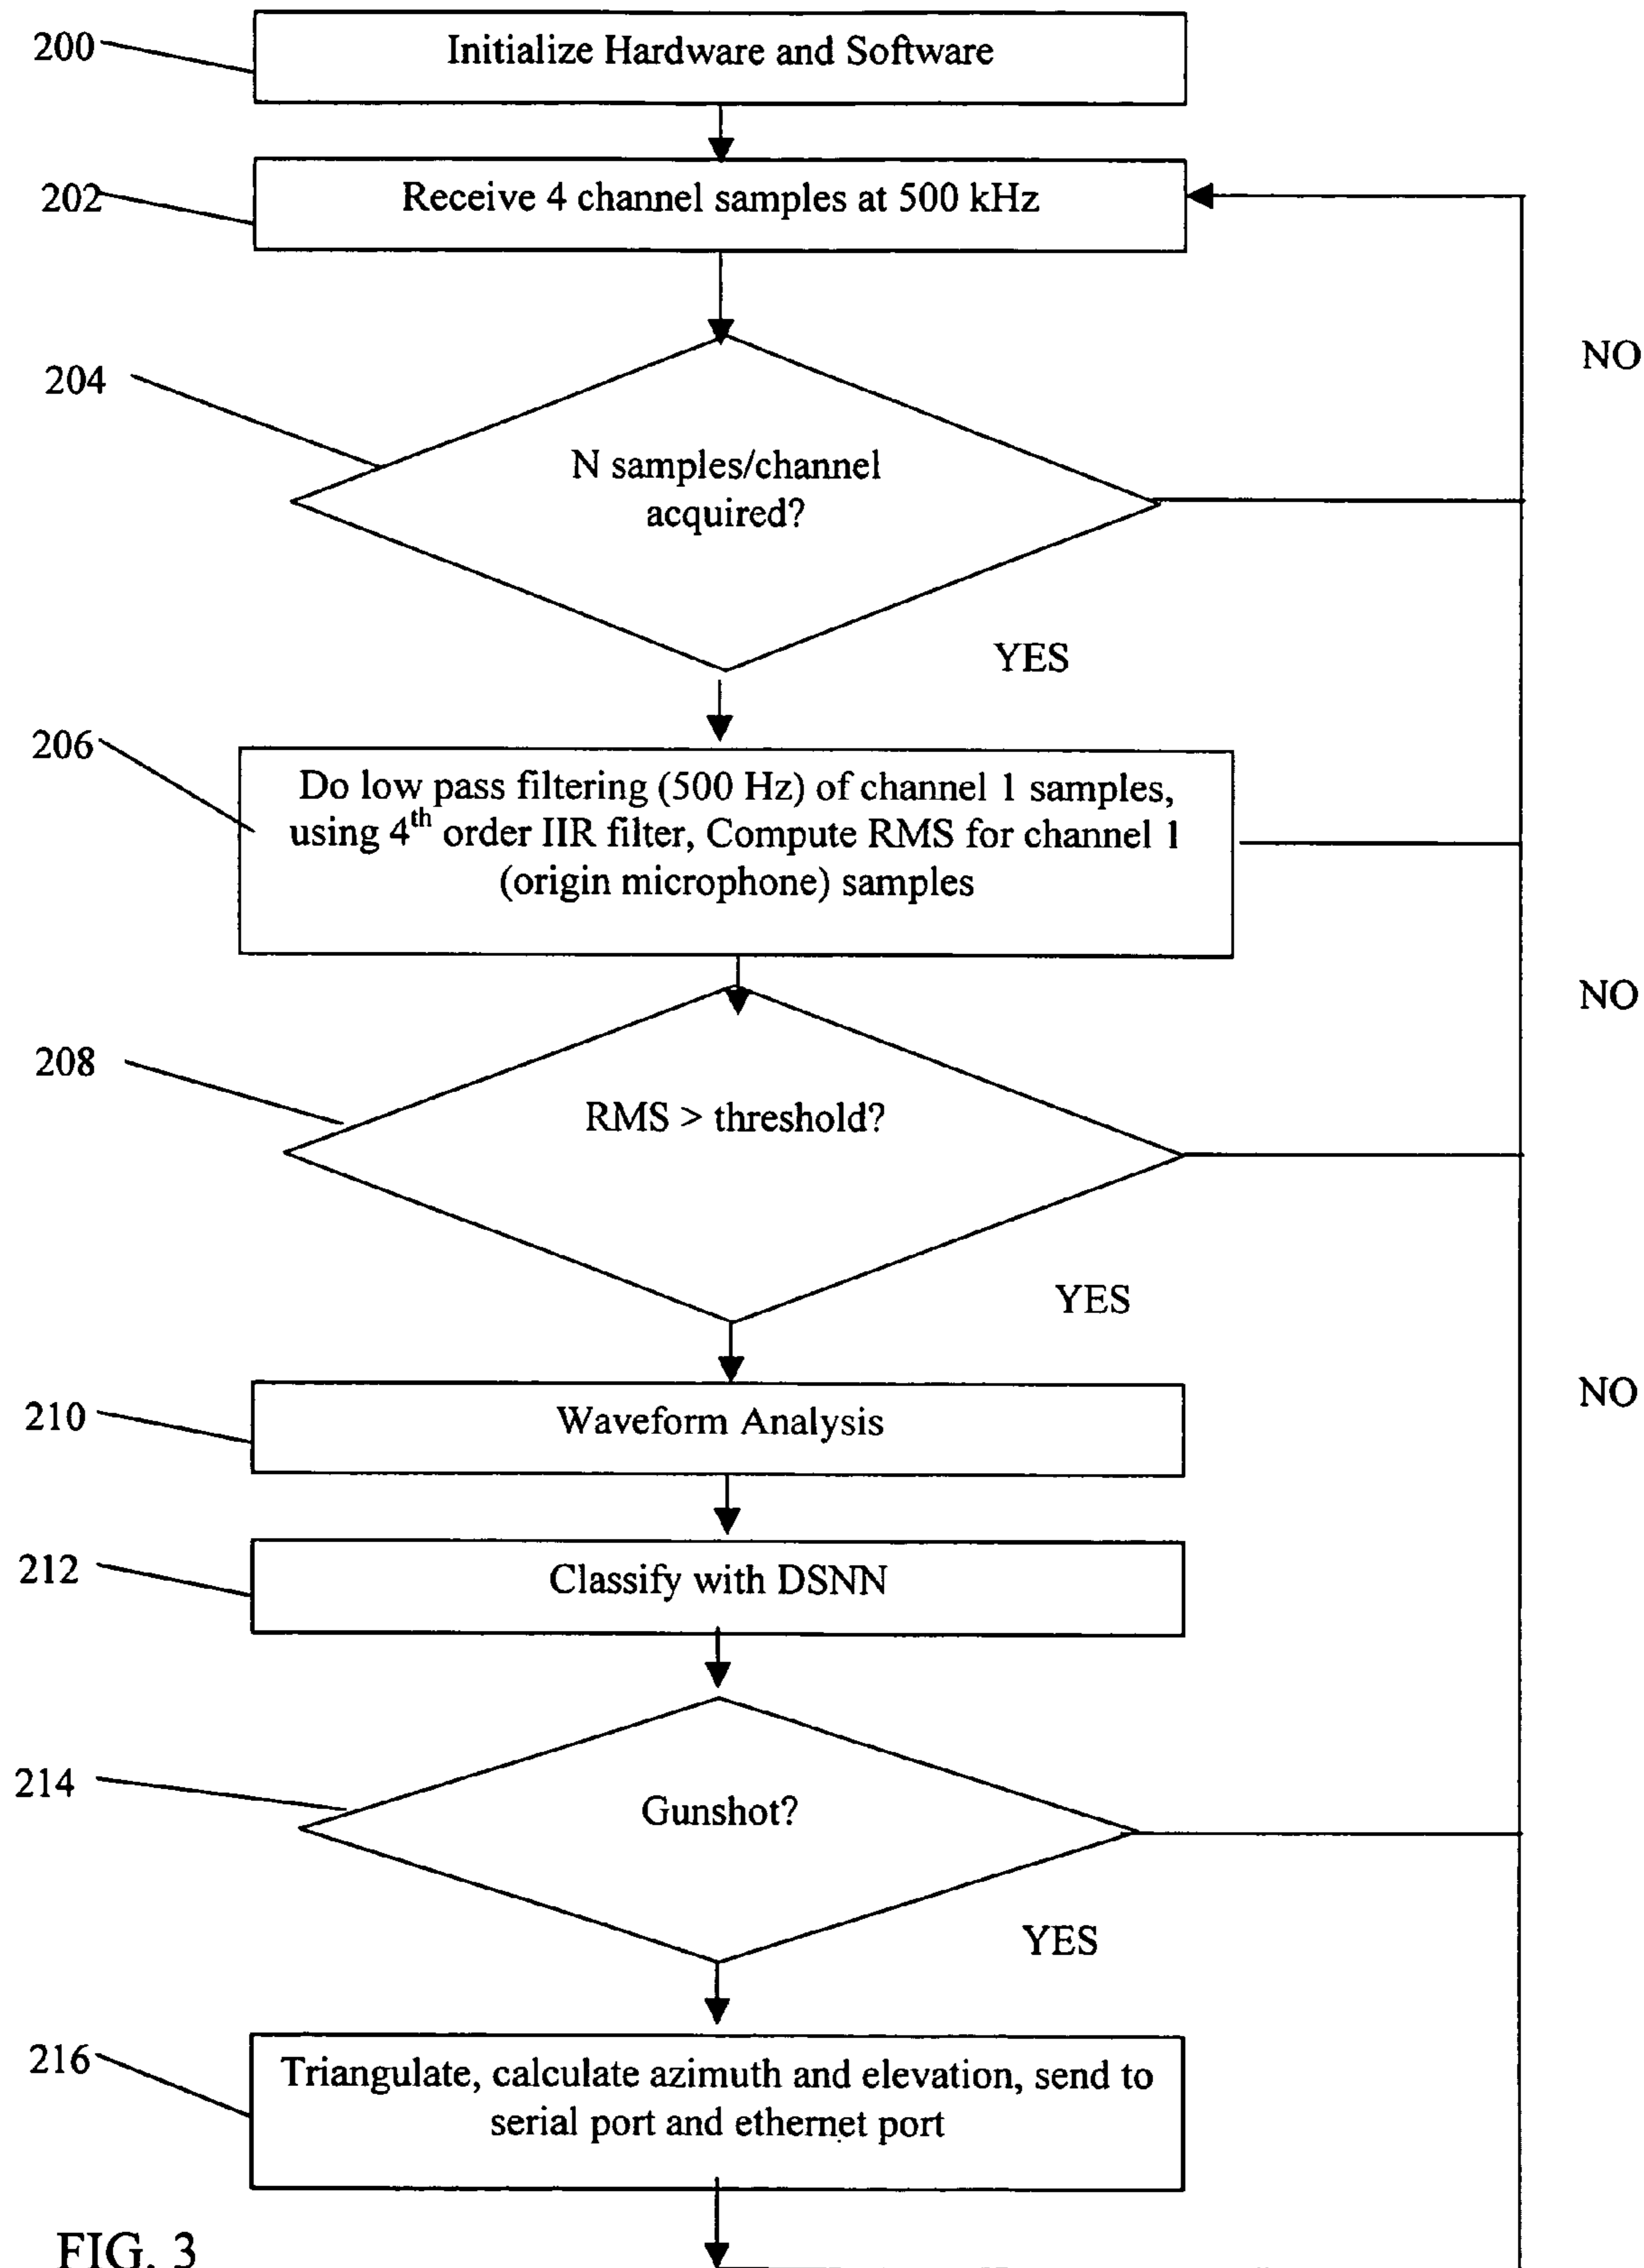 200
Initialize Hardware and Software
202
Receive 4 channel samples at 500 kHz
NO
204
N samples/channel
acquired?
YES
206
Do low pass filtering (500 Hz) of channel 1 samples,
using 4th order IIR filter, Compute RMS for channel 1
(origin microphone) samples
NO
208
RMS > threshold?
YES
NO
210
Waveform Analysis
212
Classify with DSNN
214
Gunshot?
YES
216
Triangulate, calculate azimuth and elevation, send to
serial port and ethernet port
FIG. 3